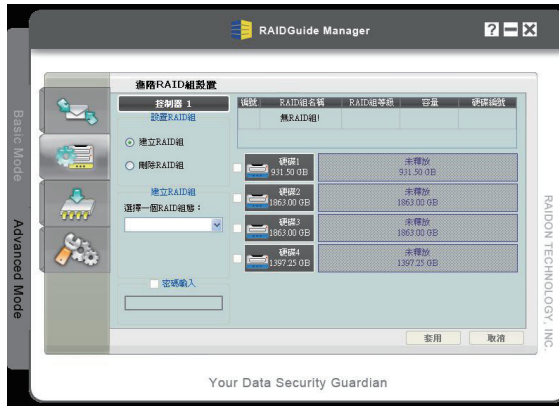 RAIDGuide Manager
Basic Mode
Advanced Mode
進階RAID組設置
控制器 1
設置RAID組
建立RAID組
刪除RAID組
建立RAID組
選擇一個RAID組態：
密碼輸入
編號 RAID組名稱 RAID組等級 容量 硬碟編號
無RAID組!
硬碟1
931.50 GB
未釋放
931.50 GB
硬碟2
1863.00 GB
未釋放
1863.00 GB
硬碟3
1863.00 GB
未釋放
1863.00 GB
硬碟4
1397.25 GB
未釋放
1397.25 GB
套用 取消
RAIDON TECHNOLOGY, INC.
Your Data Security Guardian